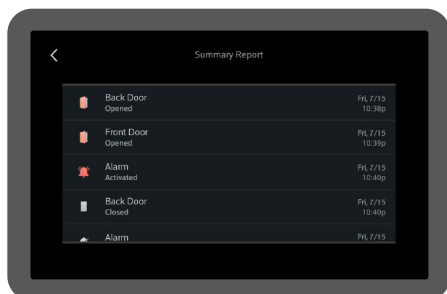 Summary Report
Back Door
Fri, 7/15
Opened
10:38p
Front Door
Fri, 7/15
Opened
10:39p
Alarm
Fri, 7/15
Activated
10:40p
Back Door
Fri, 7/15
Closed
10:40p
Alarm
Fri, 7/15